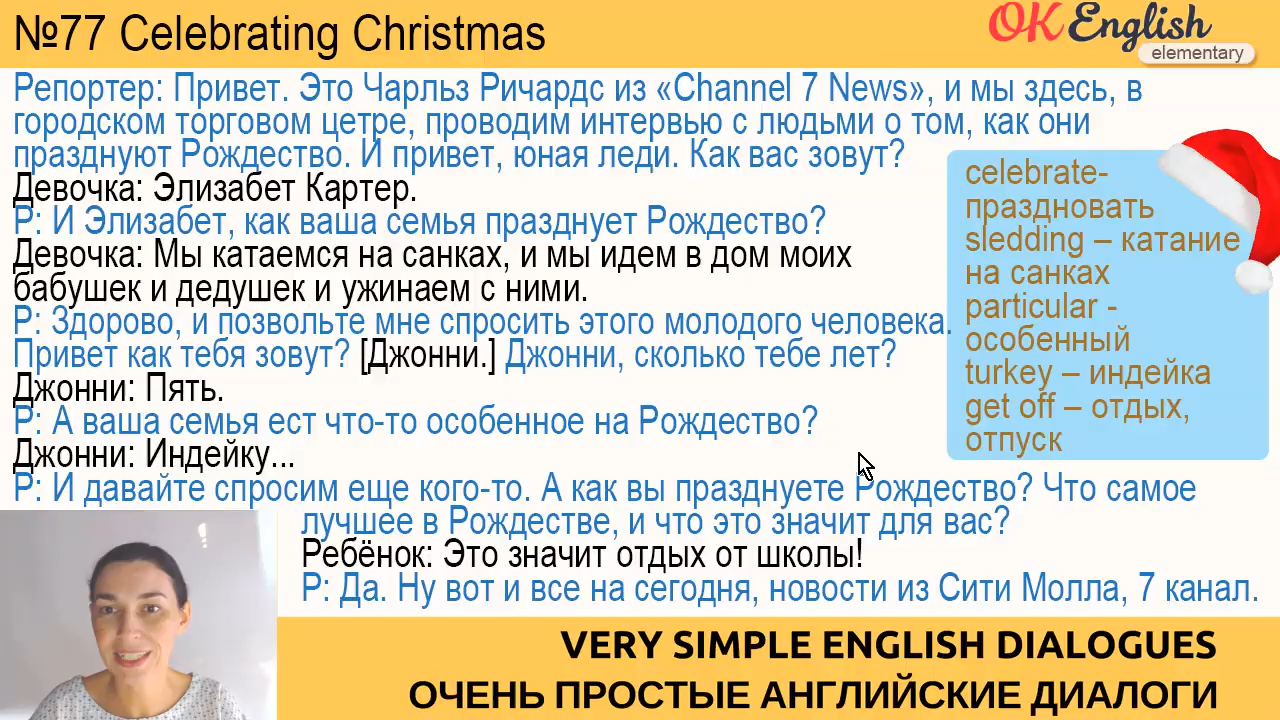 №77 Celebrating Christmas
OK English
elementary
Репортер: Привет. Это Чарльз Ричардс из «Channel 7 News», и мы здесь, в
городском торговом цетре, проводим интервью с людьми о том, как они
празднуют Рождество. И привет, юная леди. Как вас зовут?
Девочка: Элизабет Картер.
Р: И Элизабет, как ваша семья празднует Рождество?
Девочка: Мы катаемся на санках, и мы идем в дом моих
бабушек и дедушек и ужинаем с ними.
Р: Здорово, и позвольте мне спросить этого молодого человека.
Привет как тебя зовут? [Джонни.] Джонни, сколько тебе лет?
Джонни: Пять.
Р: А ваша семья ест что-то особенное на Рождество?
Джонни: Индейку...
Р: И давайте спросим еще кого-то. А как вы празднуете Рождество? Что самое
лучшее в Рождестве, и что это значит для вас?
Ребёнок: Это значит отдых от школы!
Р: Да. Ну вот и все на сегодня, новости из Сити Молла, 7 канал.
celebrate-
праздновать
sledding – катание
на санках
particular -
особенный
turkey – индейка
get off – отдых,
отпуск
VERY SIMPLE ENGLISH DIALOGUES
ОЧЕНЬ ПРОСТЫЕ АНГЛИЙСКИЕ ДИАЛОГИ